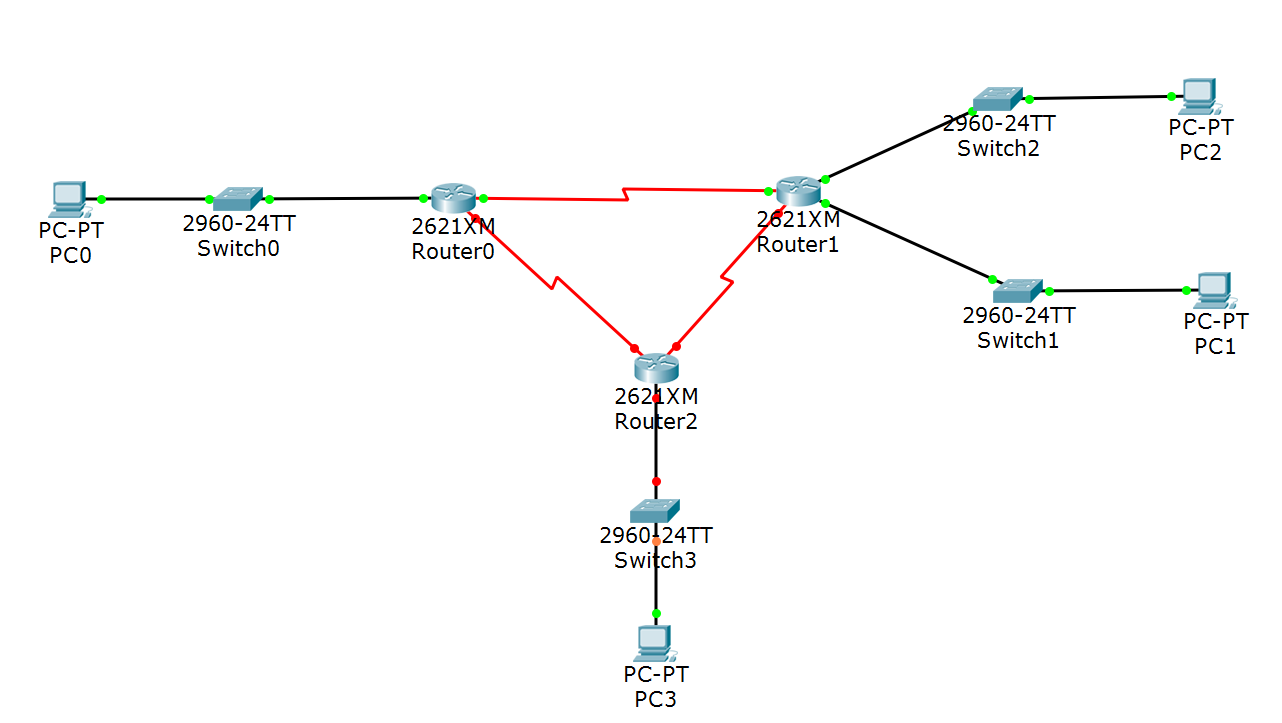 2960-24TT
Switch2
PC-PT
PC2
PC-PT
PC0
2960-24TT
Switch0
2621XM
Router0
2621XM
Router1
2960-24TT
Switch1
PC-PT
PC1
2621XM
Router2
2960-24TT
Switch3
PC-PT
PC3